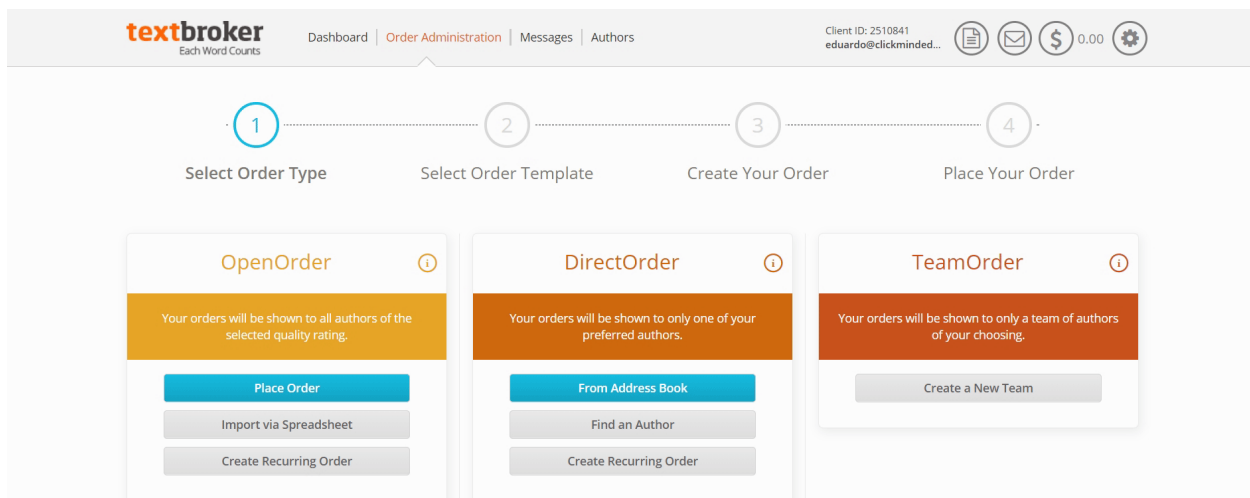 textbroker
Each Word Counts
Dashboard | Order Administration | Messages | Authors
Client ID: 2510841
eduardo@clickminded...
$ 0.00
1 2 3 4
Select Order Type
Select Order Template
Create Your Order
Place Your Order
OpenOrder i
Your orders will be shown to all authors of the
selected quality rating.
Place Order
Import via Spreadsheet
Create Recurring Order
DirectOrder i
Your orders will be shown to only one of your
preferred authors.
From Address Book
Find an Author
Create Recurring Order
TeamOrder i
Your orders will be shown to only a team of authors
of your choosing.
Create a New Team